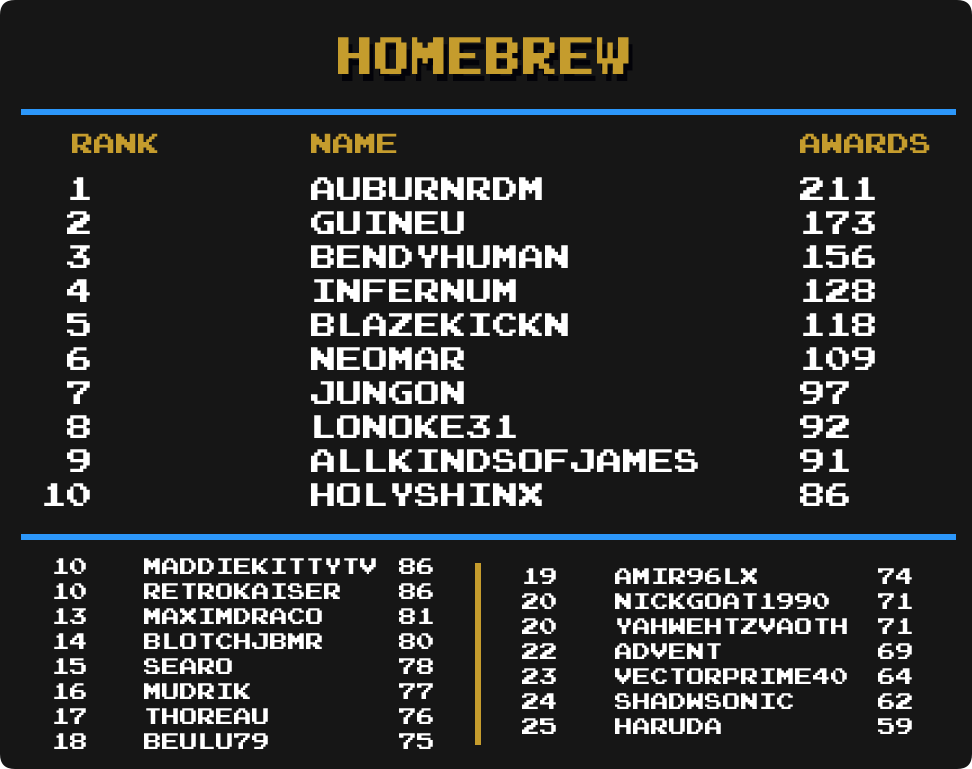 HOMEBREW
RANK NAME AWARDS
1 AUBURNRDM 211
2 GUINEU 173
3 BENDYHUMAN 156
4 INFERNUM 128
5 BLAZEKICKN 118
6 NEOMAR 109
7 JUNGON 97
8 LONOKE31 92
9 ALLKINDSOFJAMES 91
10 HOLYSHINX 86
10 MADDIEKITTYTV 86
10 RETROKAISER 86
13 MAXIMDRACO 81
14 BLOTCHJBMR 80
15 SEARO 78
16 MUDRIK 77
17 THOREAU 76
18 BEULU79 75
19 AMIR96LX 74
20 NICKGOAT1990 71
20 YAHWEHTZVAOTH 71
22 ADVENT 69
23 VECTORPRIME40 64
24 SHADWSONIC 62
25 HARUDA 59